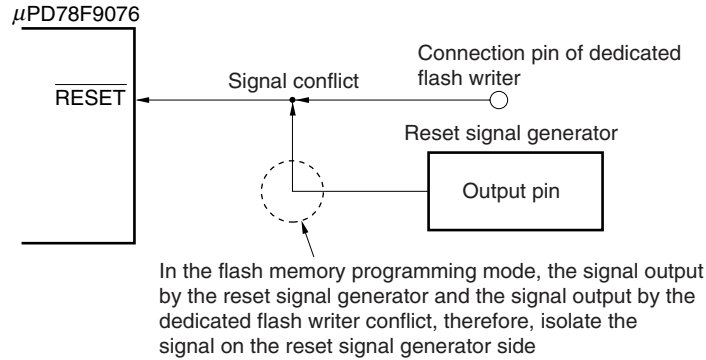 μPD78F9076
Connection pin of dedicated
flash writer
Signal conflict
RESET
Reset signal generator
Output pin
In the flash memory programming mode, the signal output
by the reset signal generator and the signal output by the
dedicated flash writer conflict, therefore, isolate the
signal on the reset signal generator side